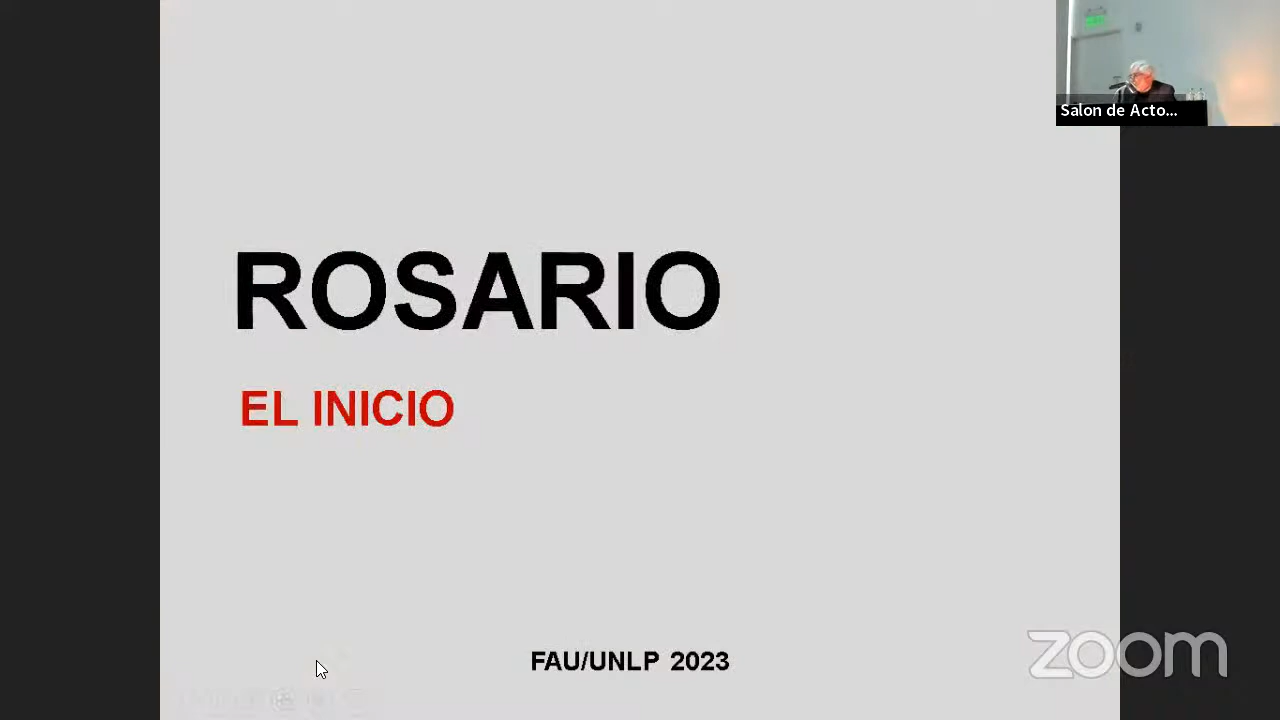 Salon de Acto...
ROSARIO
EL INICIO
FAU/UNLP 2023
zoom